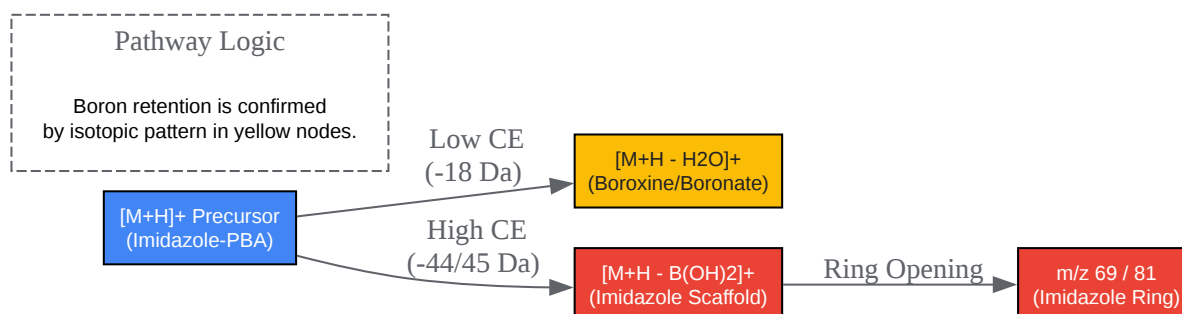 Pathway Logic
Boron retention is confirmed
by isotopic pattern in yellow nodes.
[M+H]+ Precursor
(Imidazole-PBA)
Low CE
(-18 Da)
[M+H - H2O]+
(Boroxine/Boronate)
High CE
(-44/45 Da)
[M+H - B(OH)2]+
(Imidazole Scaffold)
Ring Opening
m/z 69 / 81
(Imidazole Ring)